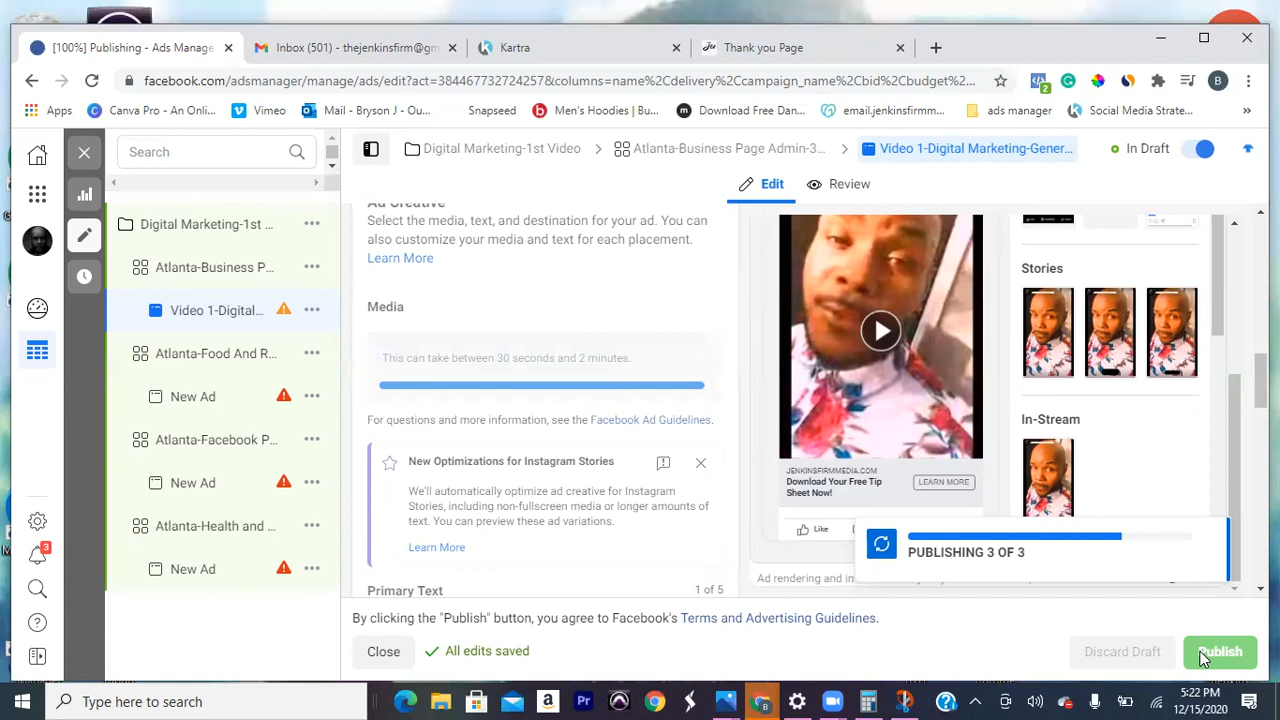 [100%] Publishing - Ads Manage
Inbox (501) - thejenkinsfirm@gm
Kartra
Thank you Page
facebook.com/adsmanager/manage/ads/edit?act=384467732724257&columns=name%2Cdelivery%2Ccampaign_name%2Cbid%2Cbudget%2C...
Apps
Canva Pro - An Onli...
Vimeo
Mail - Bryson J - Ou...
Snapseed
Men's Hoodies | Bu...
Download Free Dan...
email.jenkinsfirmm...
ads manager
Social Media Strate...
Search
Digital Marketing-1st Video
Atlanta-Business Page Admin-3...
Video 1-Digital Marketing-Gener...
In Draft
Edit
Review
Digital Marketing-1st ...
Atlanta-Business P...
Video 1-Digital...
Atlanta-Food And R...
New Ad
Atlanta-Facebook P...
New Ad
Atlanta-Health and ...
New Ad
3
Ad Creative
Select the media, text, and destination for your ad. You can
also customize your media and text for each placement.
Learn More
Media
This can take between 30 seconds and 2 minutes.
For questions and more information, see the Facebook Ad Guidelines.
New Optimizations for Instagram Stories
We'll automatically optimize ad creative for Instagram
Stories, including non-fullscreen media or longer amounts of
text. You can preview these ad variations.
Learn More
Primary Text
1 of 5
JENKINSFIRMMEDIA.COM
Download Your Free Tip
Sheet Now!
LEARN MORE
Like
Stories
In-Stream
PUBLISHING 3 OF 3
Ad rendering and in
By clicking the "Publish" button, you agree to Facebook's Terms and Advertising Guidelines.
Close
All edits saved
Discard Draft
Publish
Type here to search
5:22 PM
12/15/2020